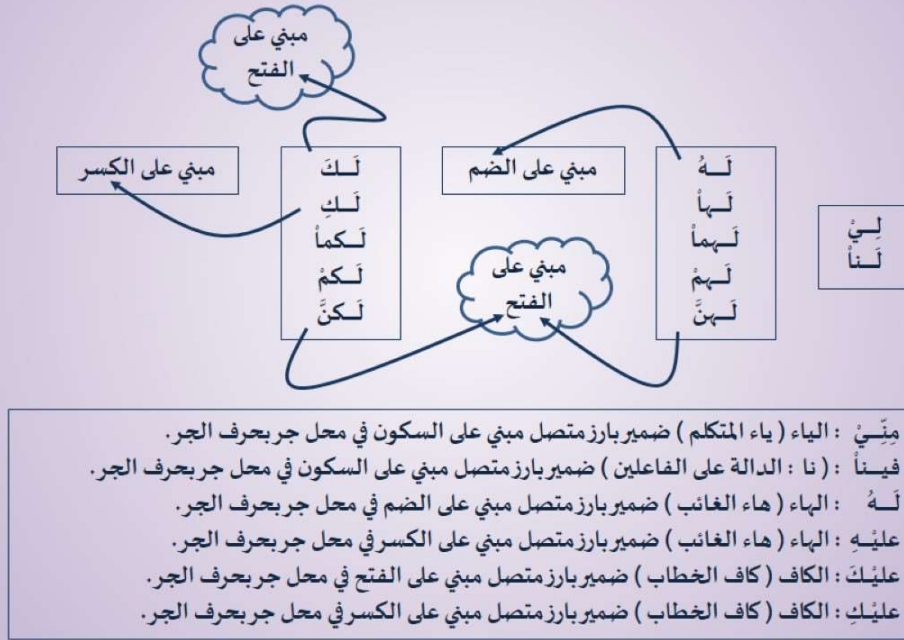 مبني على
الفتح
لِـيْ
لَـناْ
لَـهُ
لَـهاْ
لَـهماْ
لَـهمْ
لَـهنَّ
مبني على الضم
لَـكَ
لَـكِ
لَـكماْ
لَـكمْ
لَـكنَّ
مبني على الكسر
مبني على
الفتح
مِنِّـيْ : الياء ( ياء المتكلم ) ضمير بارز متصل مبني على السكون في محل جر بحرف الجر.
فيـناْ : ( نا : الدالة على الفاعلين ) ضمير بارز متصل مبني على السكون في محل جر بحرف الجر.
لَـهُ : الهاء ( هاء الغائب ) ضمير بارز متصل مبني على الضم في محل جر بحرف الجر.
عليْـهِ : الهاء ( هاء الغائب ) ضمير بارز متصل مبني على الكسر في محل جر بحرف الجر.
عليْـكَ : الكاف ( كاف الخطاب ) ضمير بارز متصل مبني على الفتح في محل جر بحرف الجر.
عليْـكِ : الكاف ( كاف الخطاب ) ضمير بارز متصل مبني على الكسر في محل جر بحرف الجر.